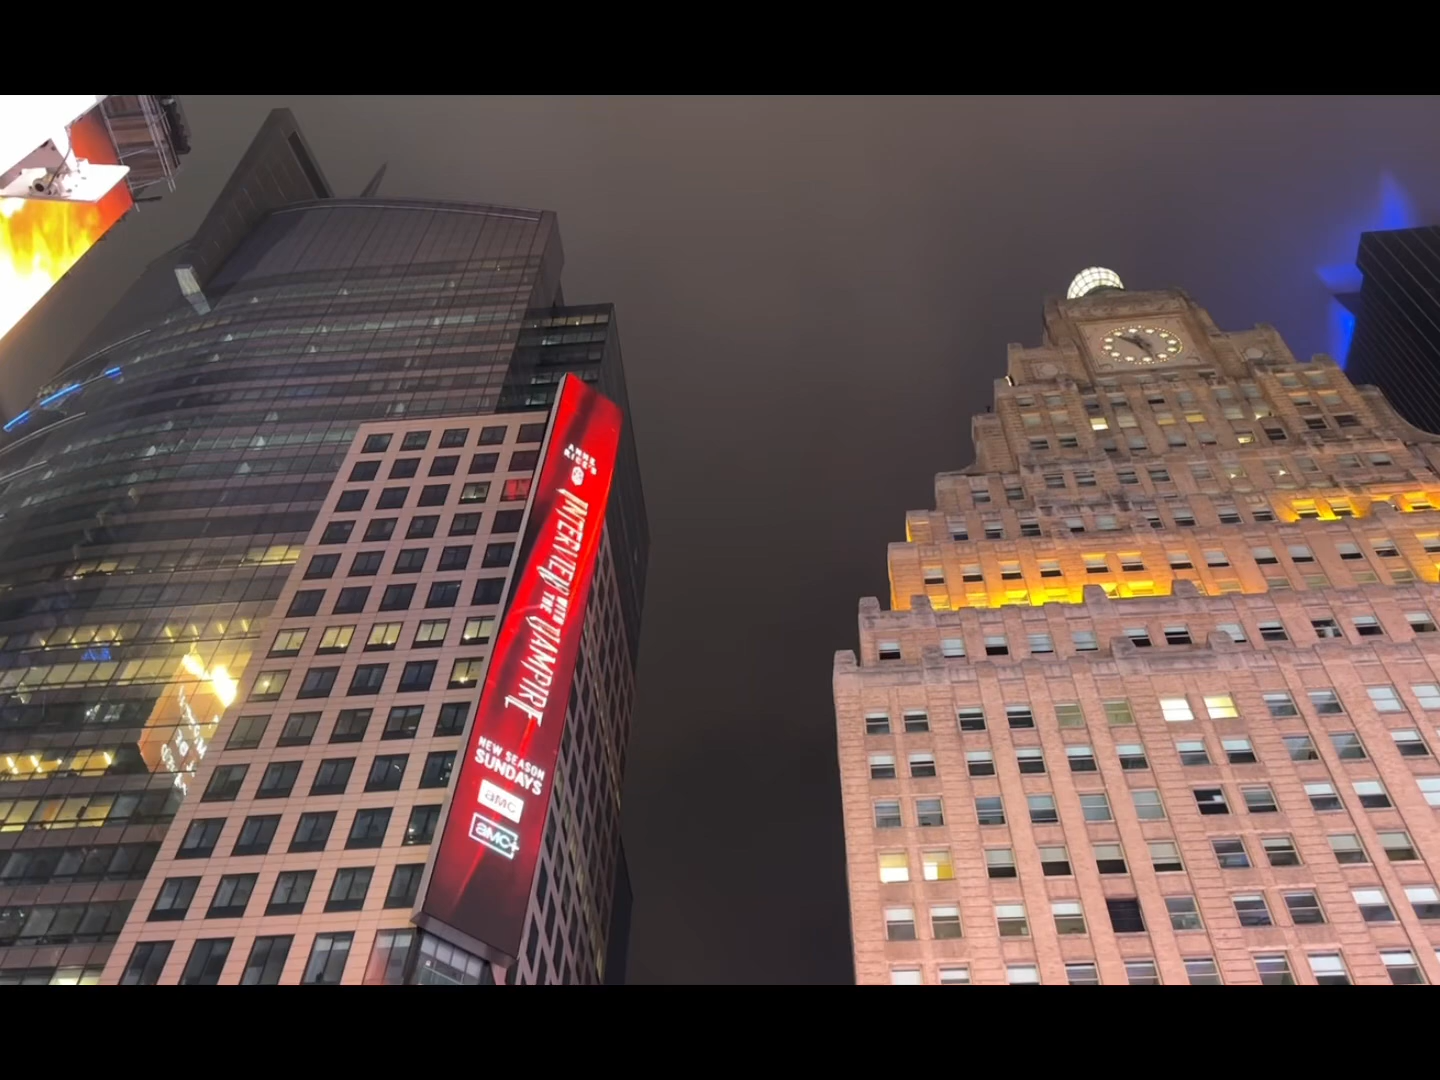 ANNE
RICE'S
INTERVIEW
WITH
THE
VAMPIRE
NEW SEASON
SUNDAYS
aMC
aMC+